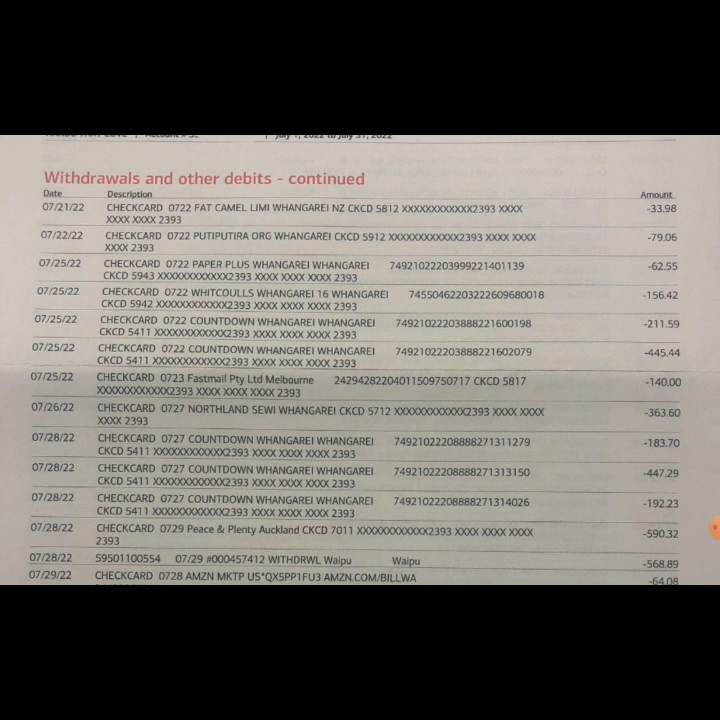 July 1, 2022 to July 31, 2022
Withdrawals and other debits - continued
Date Description Amount
07/21/22 CHECKCARD 0722 FAT CAMEL LIMI WHANGAREI NZ CKCD 5812 XXXXXXXXXXXX2393 XXXX -33.98
XXXX XXXX 2393
07/22/22 CHECKCARD 0722 PUTIPUTIRA ORG WHANGAREI CKCD 5912 XXXXXXXXXXXX2393 XXXX XXXX -79.06
XXXX 2393
07/25/22 CHECKCARD 0722 PAPER PLUS WHANGAREI WHANGAREI 74921022203999221401139 -62.55
CKCD 5943 XXXXXXXXXXXX2393 XXXX XXXX XXXX 2393
07/25/22 CHECKCARD 0722 WHITCOULLS WHANGAREI 16 WHANGAREI 74550462203222609680018 -156.42
CKCD 5942 XXXXXXXXXXXX2393 XXXX XXXX XXXX 2393
07/25/22 CHECKCARD 0722 COUNTDOWN WHANGAREI WHANGAREI 74921022203888221600198 -211.59
CKCD 5411 XXXXXXXXXXXX2393 XXXX XXXX XXXX 2393
07/25/22 CHECKCARD 0722 COUNTDOWN WHANGAREI WHANGAREI 74921022203888221602079 -445.44
CKCD 5411 XXXXXXXXXXXX2393 XXXX XXXX XXXX 2393
07/25/22 CHECKCARD 0723 Fastmail Pty Ltd Melbourne 24294282204011509750717 CKCD 5817 -140.00
XXXXXXXXXXXX2393 XXXX XXXX XXXX 2393
07/26/22 CHECKCARD 0727 NORTHLAND SEWI WHANGAREI CKCD 5712 XXXXXXXXXXXX2393 XXXX XXXX -363.60
XXXX 2393
07/28/22 CHECKCARD 0727 COUNTDOWN WHANGAREI WHANGAREI 74921022208888271311279 -183.70
CKCD 5411 XXXXXXXXXXXX2393 XXXX XXXX XXXX 2393
07/28/22 CHECKCARD 0727 COUNTDOWN WHANGAREI WHANGAREI 74921022208888271313150 -447.29
CKCD 5411 XXXXXXXXXXXX2393 XXXX XXXX XXXX 2393
07/28/22 CHECKCARD 0727 COUNTDOWN WHANGAREI WHANGAREI 74921022208888271314026 -192.23
CKCD 5411 XXXXXXXXXXXX2393 XXXX XXXX XXXX 2393
07/28/22 CHECKCARD 0729 Peace & Plenty Auckland CKCD 7011 XXXXXXXXXXXX2393 XXXX XXXX XXXX -590.32
2393
07/28/22 59501100554 07/29 #000457412 WITHDRWL Waipu Waipu -568.89
07/29/22 CHECKCARD 0728 AMZN MKTP US*QX5PP1FU3 AMZN.COM/BILLWA -64.08